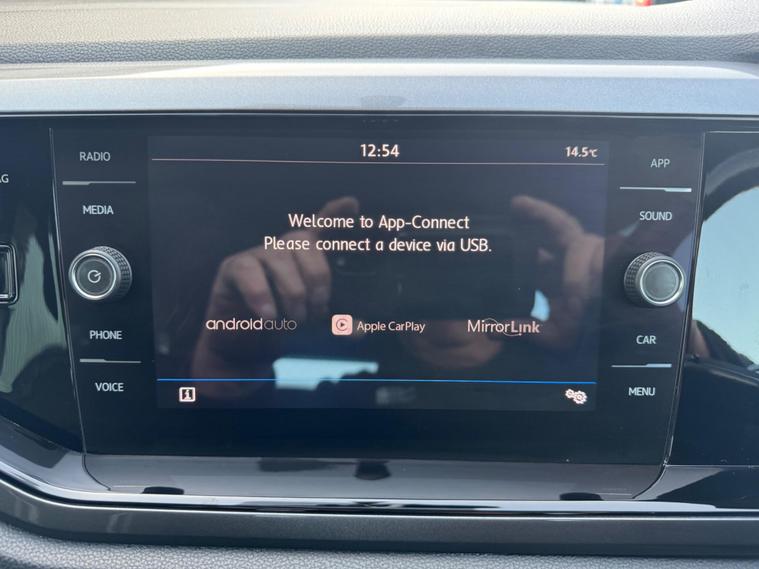 AG
RADIO
MEDIA
PHONE
VOICE
12:54
14.5°C
Welcome to App-Connect
Please connect a device via USB.
androidauto
Apple CarPlay
MirrorLink
APP
SOUND
CAR
MENU